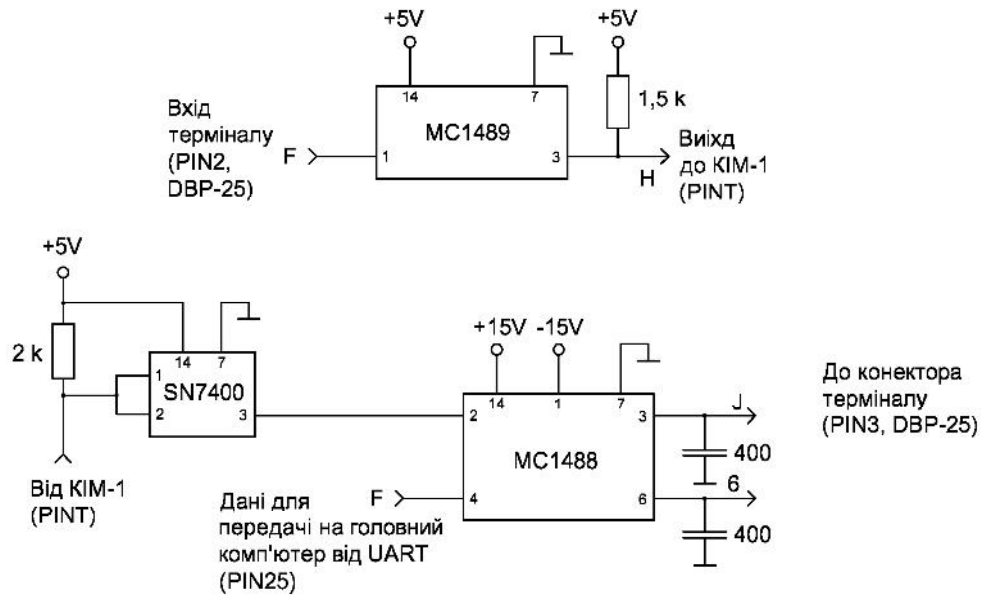 +5V
+5V
14
7
1,5 k
Вхід
терміналу
(PIN2,
DBP-25)
F
1
MC1489
3
H
Виіхд
до KIM-1
(PINT)
+5V
2 k
14
7
1
2
SN7400
3
Від KIM-1
(PINT)
+15V
-15V
14
1
7
2
3
MC1488
4
6
J
400
6
400
До конектора
терміналу
(PIN3, DBP-25)
F
Дані для
передачі на головний
комп'ютер від UART
(PIN25)